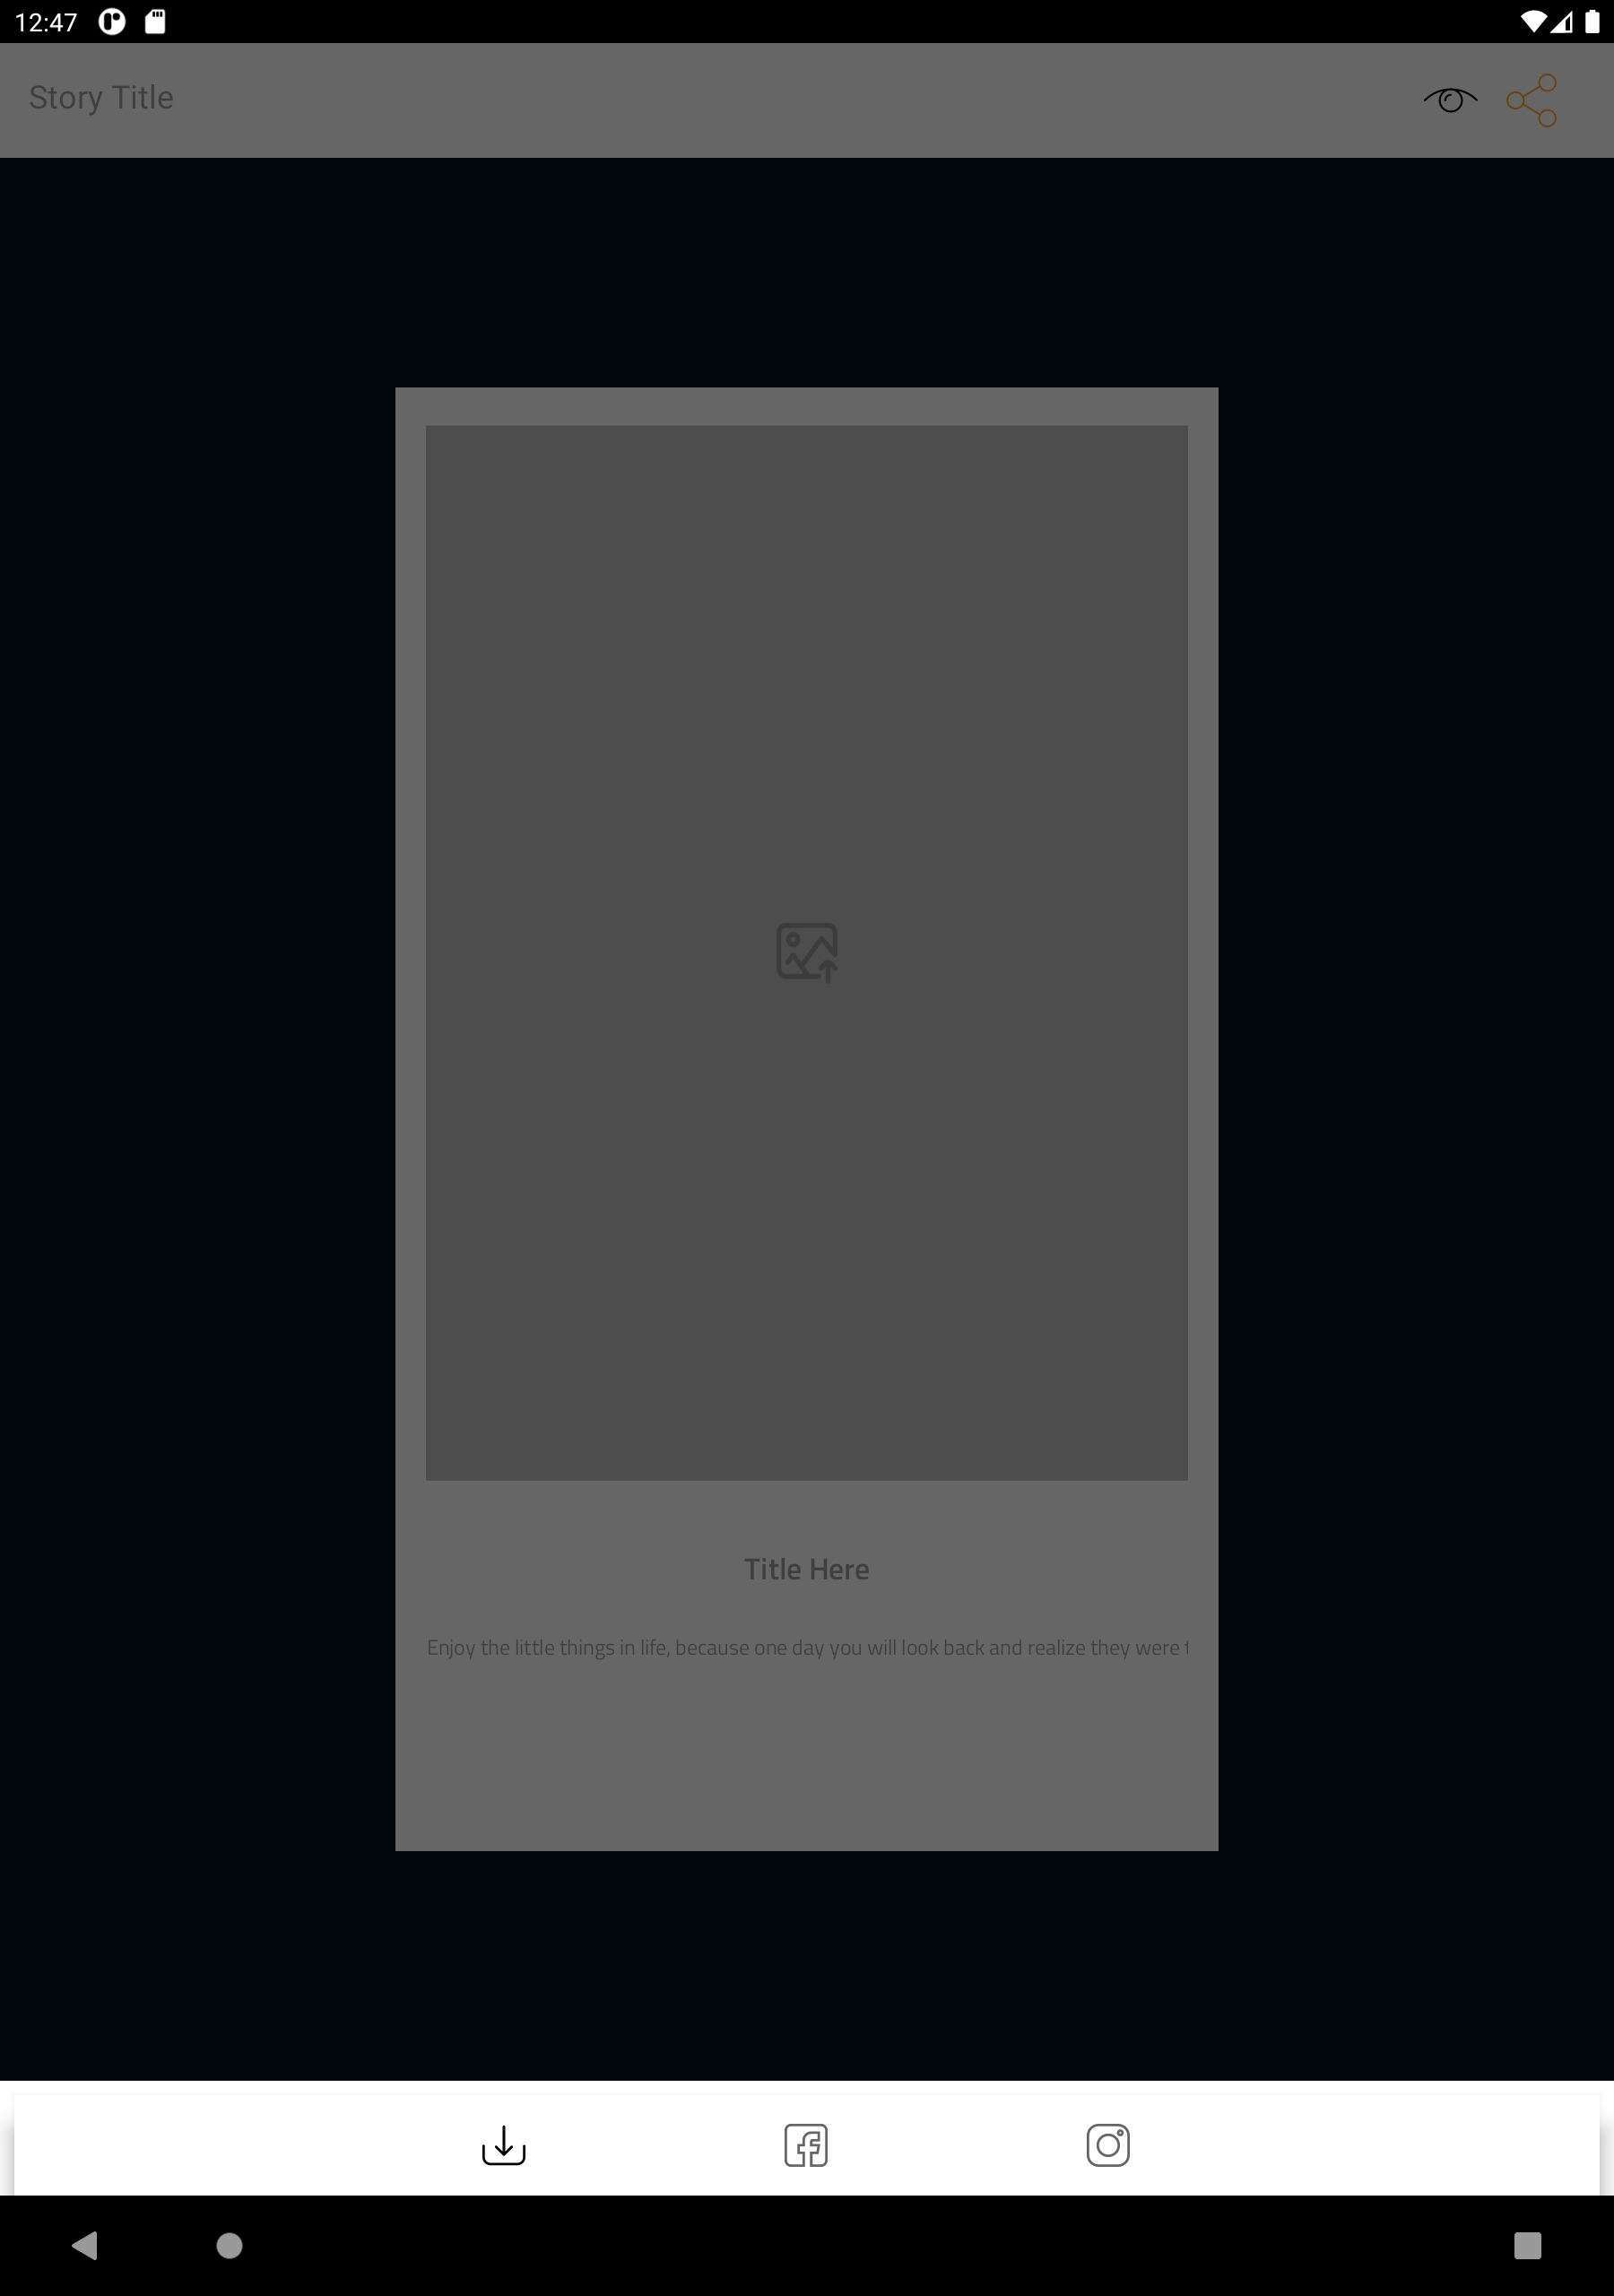 12:47
Story Title
Title Here
Enjoy the little things in life, because one day you will look back and realize they were